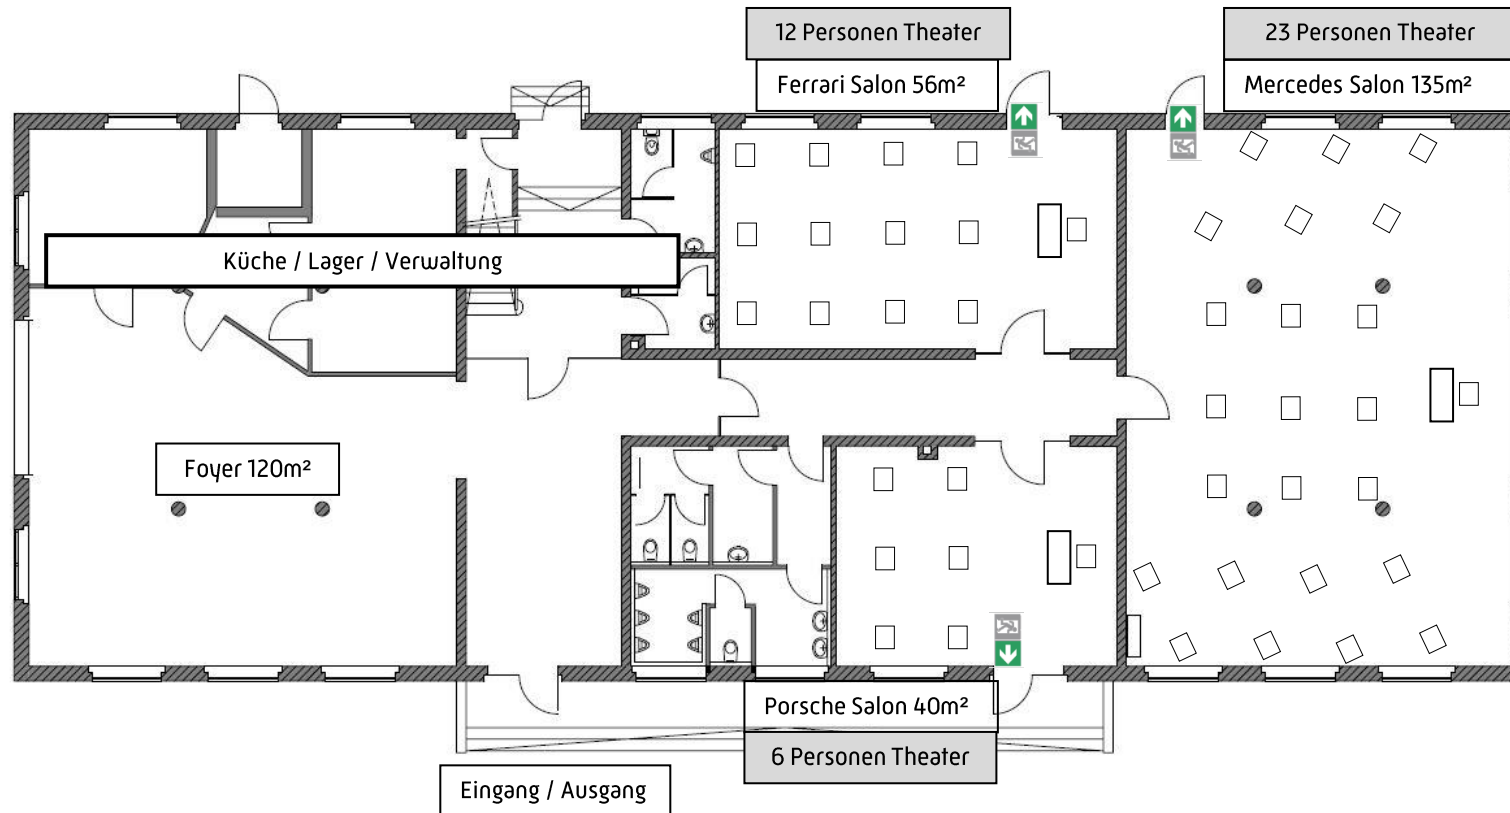 12 Personen Theater
23 Personen Theater
Ferrari Salon 56m²
Mercedes Salon 135m²
Küche / Lager / Verwaltung
Foyer 120m²
Porsche Salon 40m²
6 Personen Theater
Eingang / Ausgang